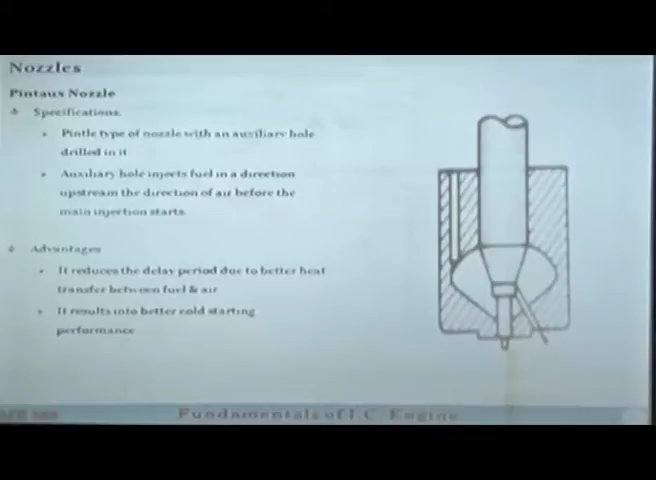 Nozzles
Pintaux Nozzle
Specifications.
Pintle type of nozzle with an auxiliary hole
drilled in it
Auxiliary hole injects fuel in a direction
upstream the direction of air before the
main injection starts.
Advantages
It reduces the delay period due to better heat
transfer between fuel & air
It results into better cold starting
performance
Fundamentals of I.C. Engine